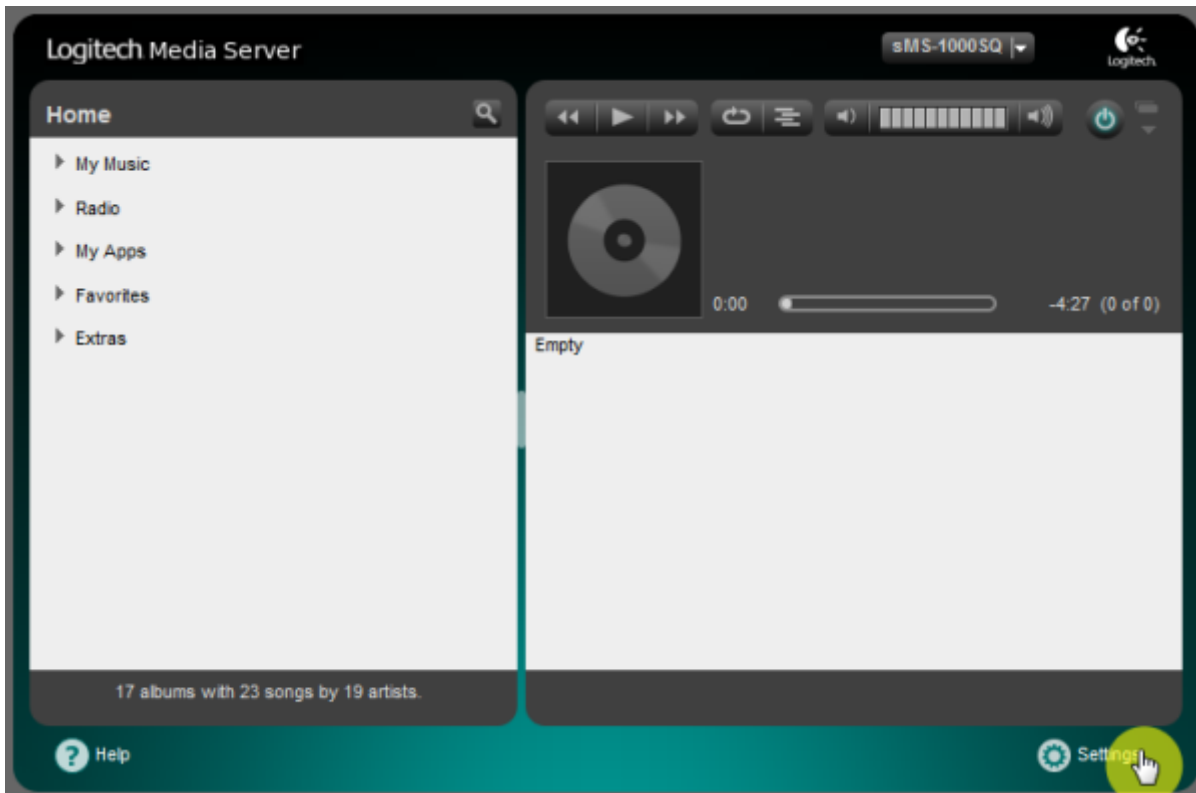 Logitech Media Server
sMS-1000SQ
Logitech
Home
My Music
Radio
My Apps
Favorites
Extras
0:00
-4:27 (0 of 0)
Empty
17 albums with 23 songs by 19 artists.
? Help
Settings